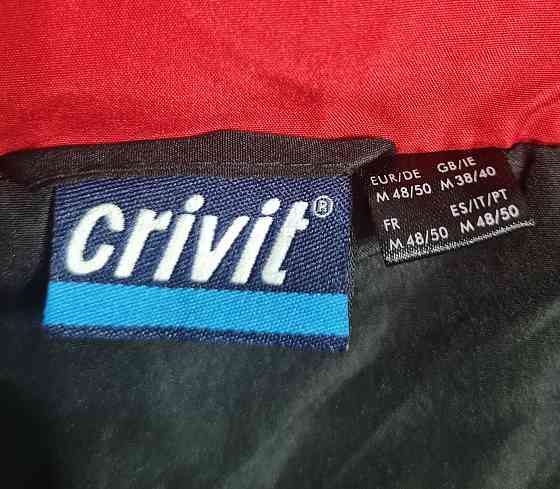 crivit®
EUR/DE GB/IE
M 48/50 M 38/40
FR ES/IT/PT
M 48/50 M 48/50